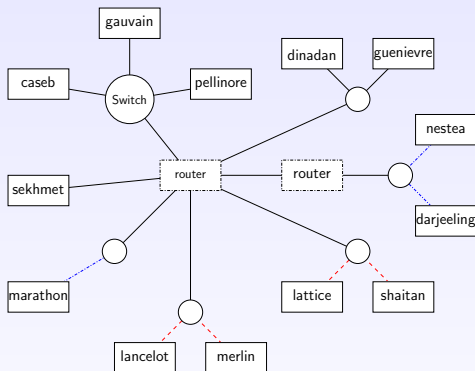 gauvain
dinadan
guenievre
caseb
Switch
pellinore
nestea
router
router
sekhmet
darjeeling
marathon
lattice
shaitan
lancelot
merlin